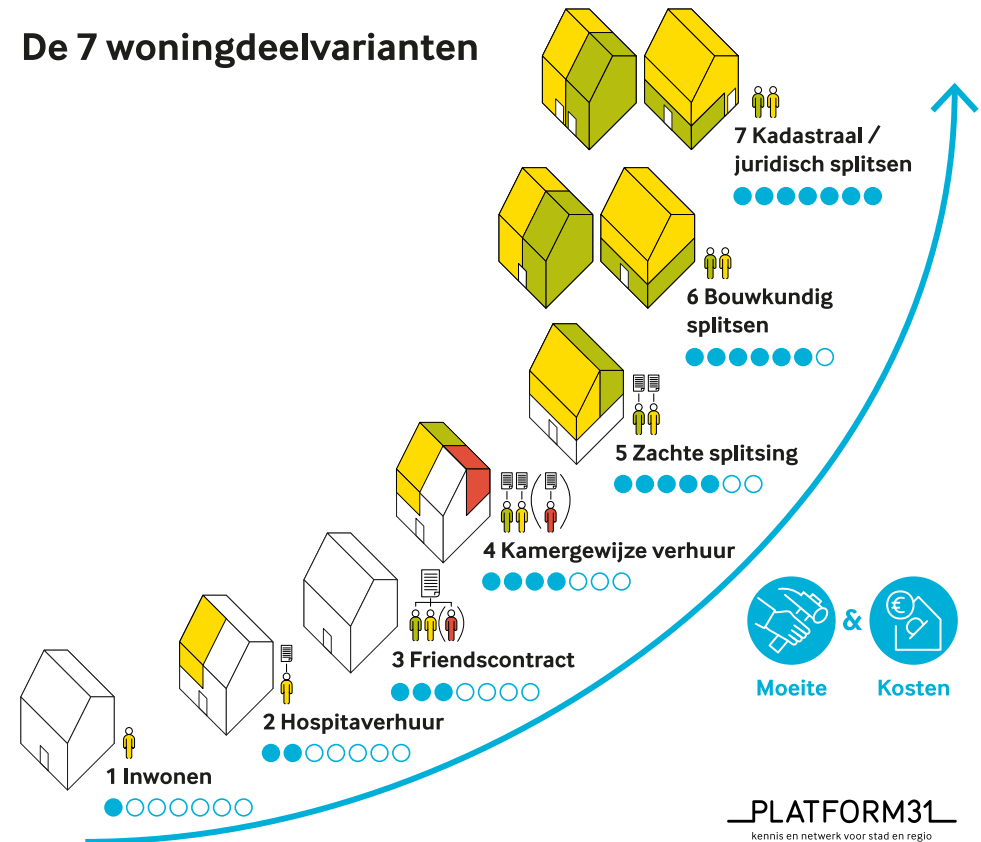 De 7 woningdeelvarianten
7 Kadastraal /
juridisch splitsen
6 Bouwkundig
splitsen
5 Zachte splitsing
4 Kamergewijze verhuur
3 Friendscontract
2 Hospitaverhuur
1 Inwonen
&
€
Moeite
Kosten
PLATFORM31
kennis en netwerk voor stad en regio